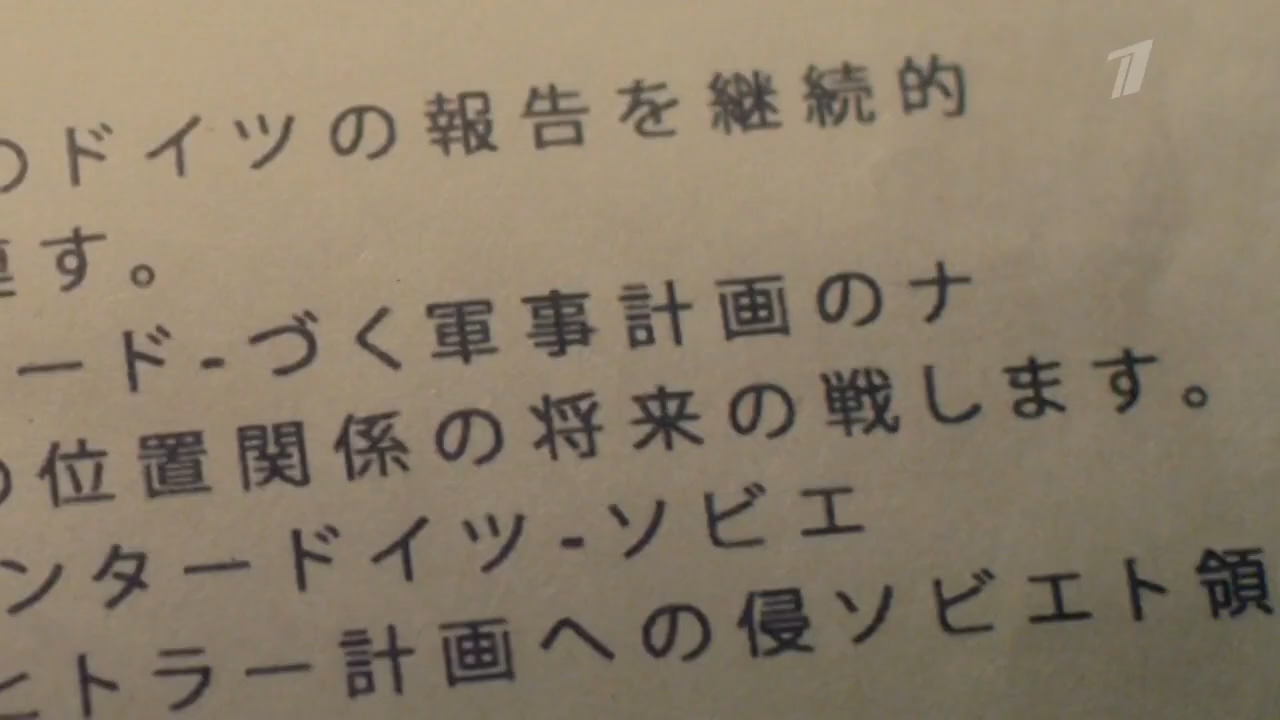 のドイツの報告を継続的
す。
ード-づく軍事計画のナ
位置関係の将来の戦します。
ンタードイツ-ソビエ
ヒトラー計画への侵ソビエト領